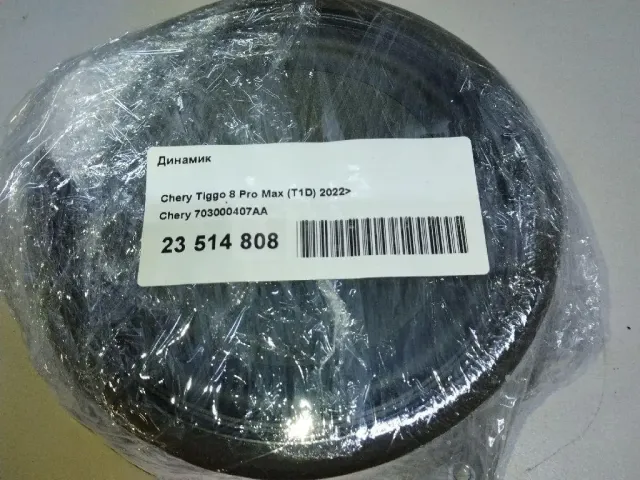 Динамик
Chery Tiggo 8 Pro Max (T1D) 2022>
Chery 703000407AA
23 514 808